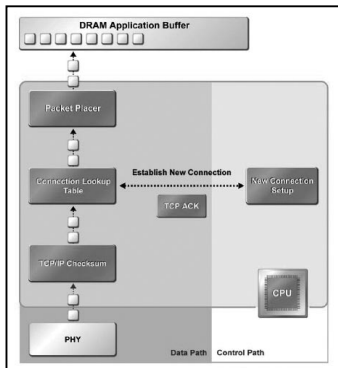 DRAM Application Buffer
Packet Placer
Connection Lookup
Table
Establish New Connection
TCP ACK
New Connection
Setup
TCP/IP Checksum
CPU
PHY
Data Path
Control Path